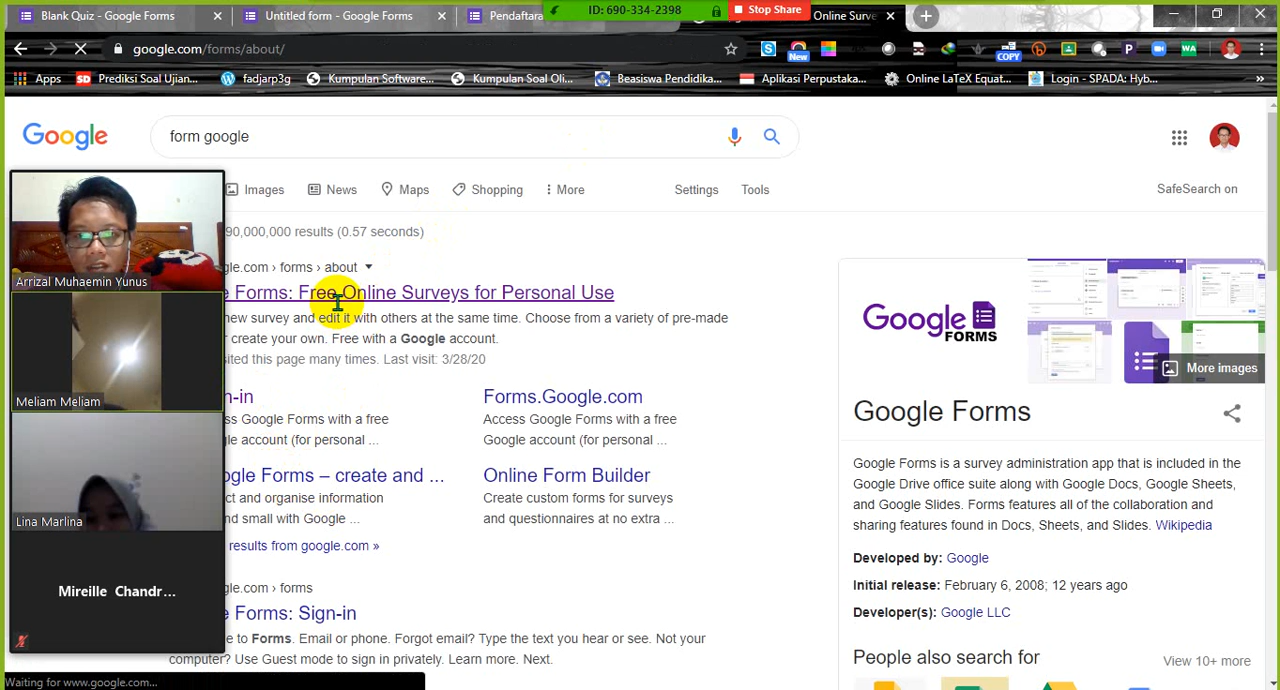 Blank Quiz - Google Forms
Untitled form - Google Forms
Pendaftara
ID: 690-334-2398
Stop Share
Online Surve
google.com/forms/about/
New
COPY
P
WA
Apps
SD Prediksi Soal Ujian...
fadjarp3g
Kumpulan Software...
Kumpulan Soal Oli...
Beasiswa Pendidika...
Aplikasi Perpustaka...
Online LaTeX Equat...
Login - SPADA: Hyb...
»
Google
form google
Images
News
Maps
Shopping
More
Settings
Tools
SafeSearch on
90,000,000 results (0.57 seconds)
gle.com › forms › about
e Forms: Free Online Surveys for Personal Use
new survey and edit it with others at the same time. Choose from a variety of pre-made
r create your own. Free with a Google account.
sited this page many times. Last visit: 3/28/20
n-in
ess Google Forms with a free
gle account (for personal ...
Forms.Google.com
Access Google Forms with a free
Google account (for personal ...
ogle Forms – create and ...
ct and organise information
nd small with Google ...
Online Form Builder
Create custom forms for surveys
and questionnaires at no extra ...
results from google.com »
gle.com › forms
e Forms: Sign-in
e to Forms. Email or phone. Forgot email? Type the text you hear or see. Not your
computer? Use Guest mode to sign in privately. Learn more. Next.
Arrizal Muhaemin Yunus
Meliam Meliam
Lina Marlina
Mireille Chandr...
Google
FORMS
More images
Google Forms
Google Forms is a survey administration app that is included in the
Google Drive office suite along with Google Docs, Google Sheets,
and Google Slides. Forms features all of the collaboration and
sharing features found in Docs, Sheets, and Slides. Wikipedia
Developed by: Google
Initial release: February 6, 2008; 12 years ago
Developer(s): Google LLC
People also search for
View 10+ more
Waiting for www.google.com...